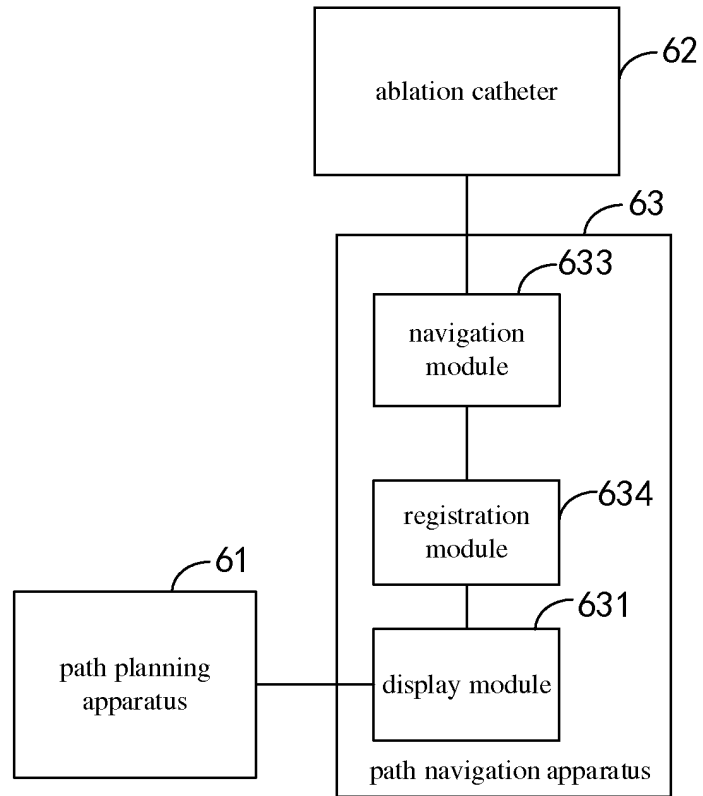 62
ablation catheter
63
633
navigation
module
634
registration
module
61
631
path planning
apparatus
display module
path navigation apparatus